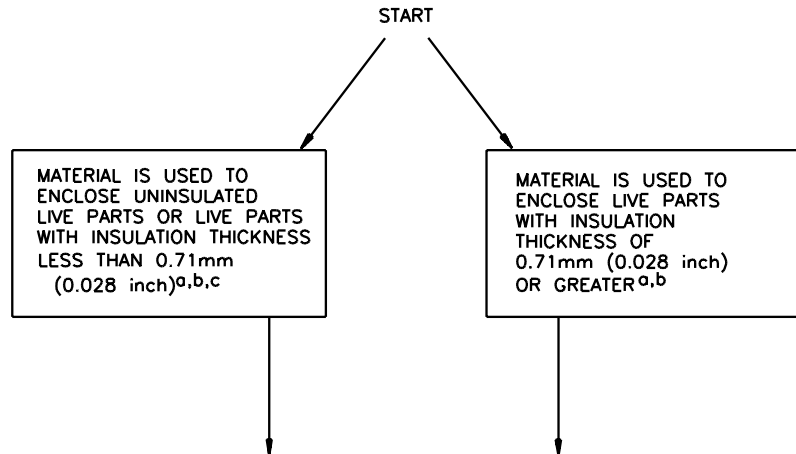 START
MATERIAL IS USED TO
ENCLOSE UNINSULATED
LIVE PARTS OR LIVE PARTS
WITH INSULATION THICKNESS
LESS THAN 0.71mm
(0.028 inch)a,b,c
MATERIAL IS USED TO
ENCLOSE LIVE PARTS
WITH INSULATION
THICKNESS OF
0.71mm (0.028 inch)
OR GREATER a,b